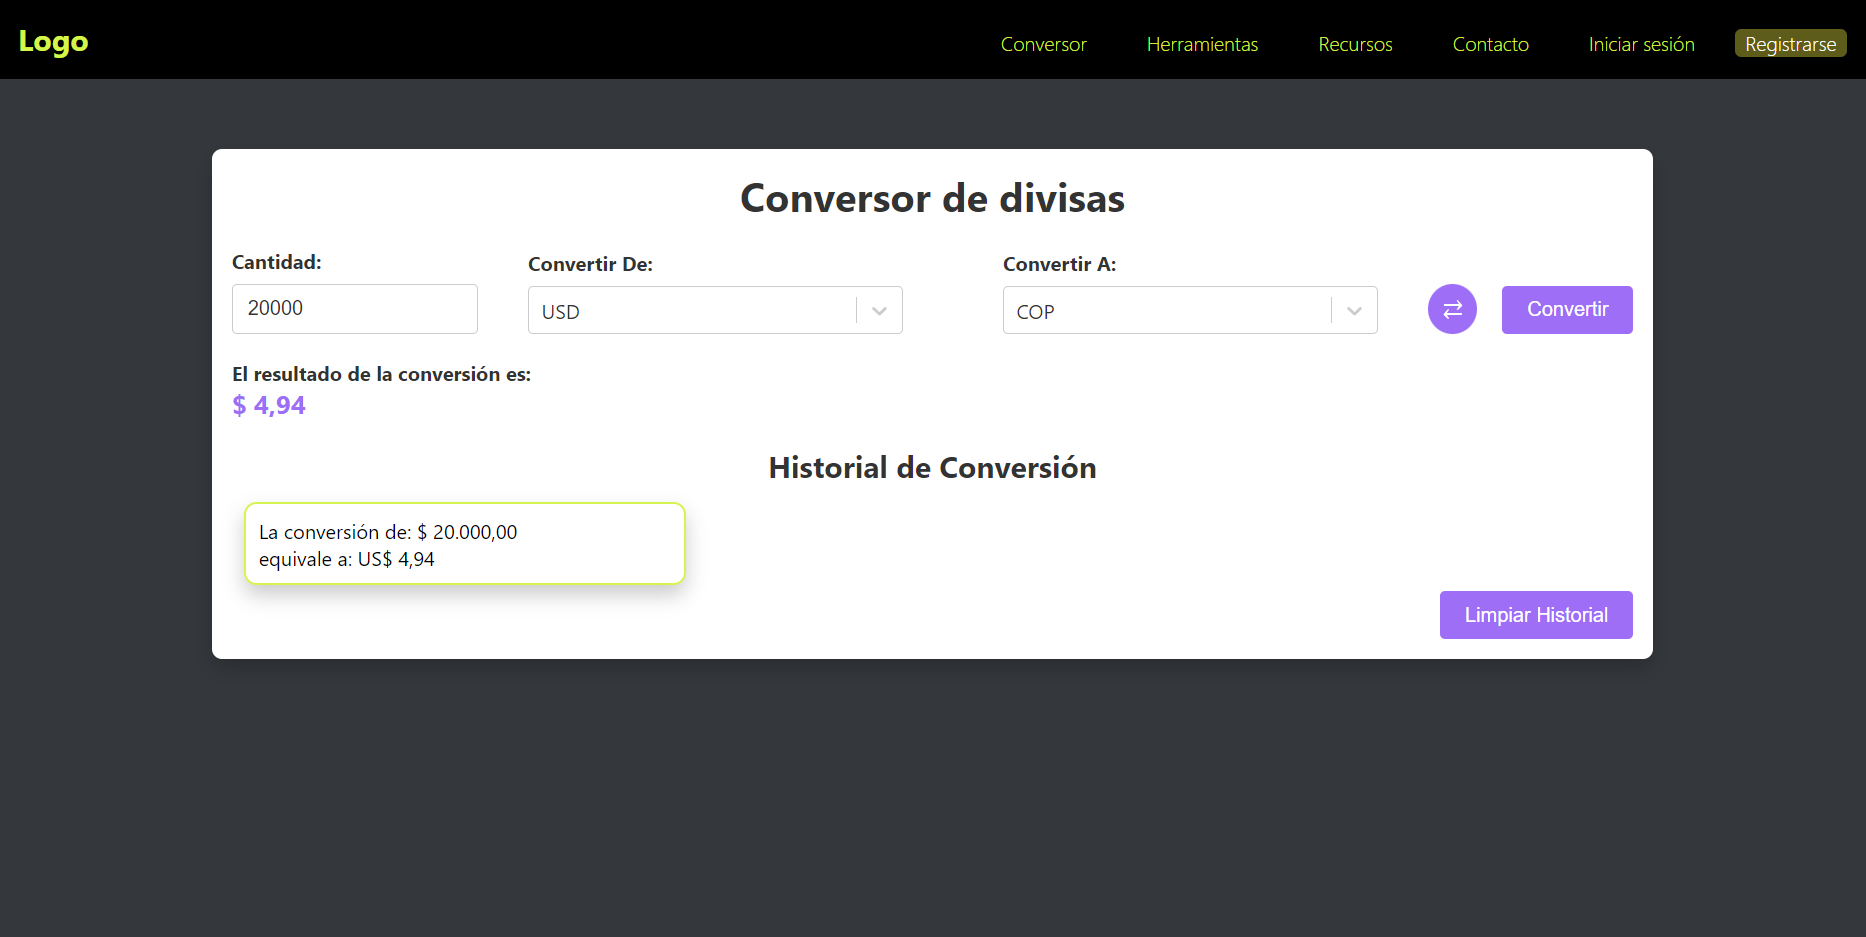 Logo
Conversor
Herramientas
Recursos
Contacto
Iniciar sesión
Registrarse
Conversor de divisas
Cantidad:
Convertir De:
Convertir A:
20000
USD
COP
Convertir
El resultado de la conversión es:
$ 4,94
Historial de Conversión
La conversión de: $ 20.000,00
equivale a: US$ 4,94
Limpiar Historial